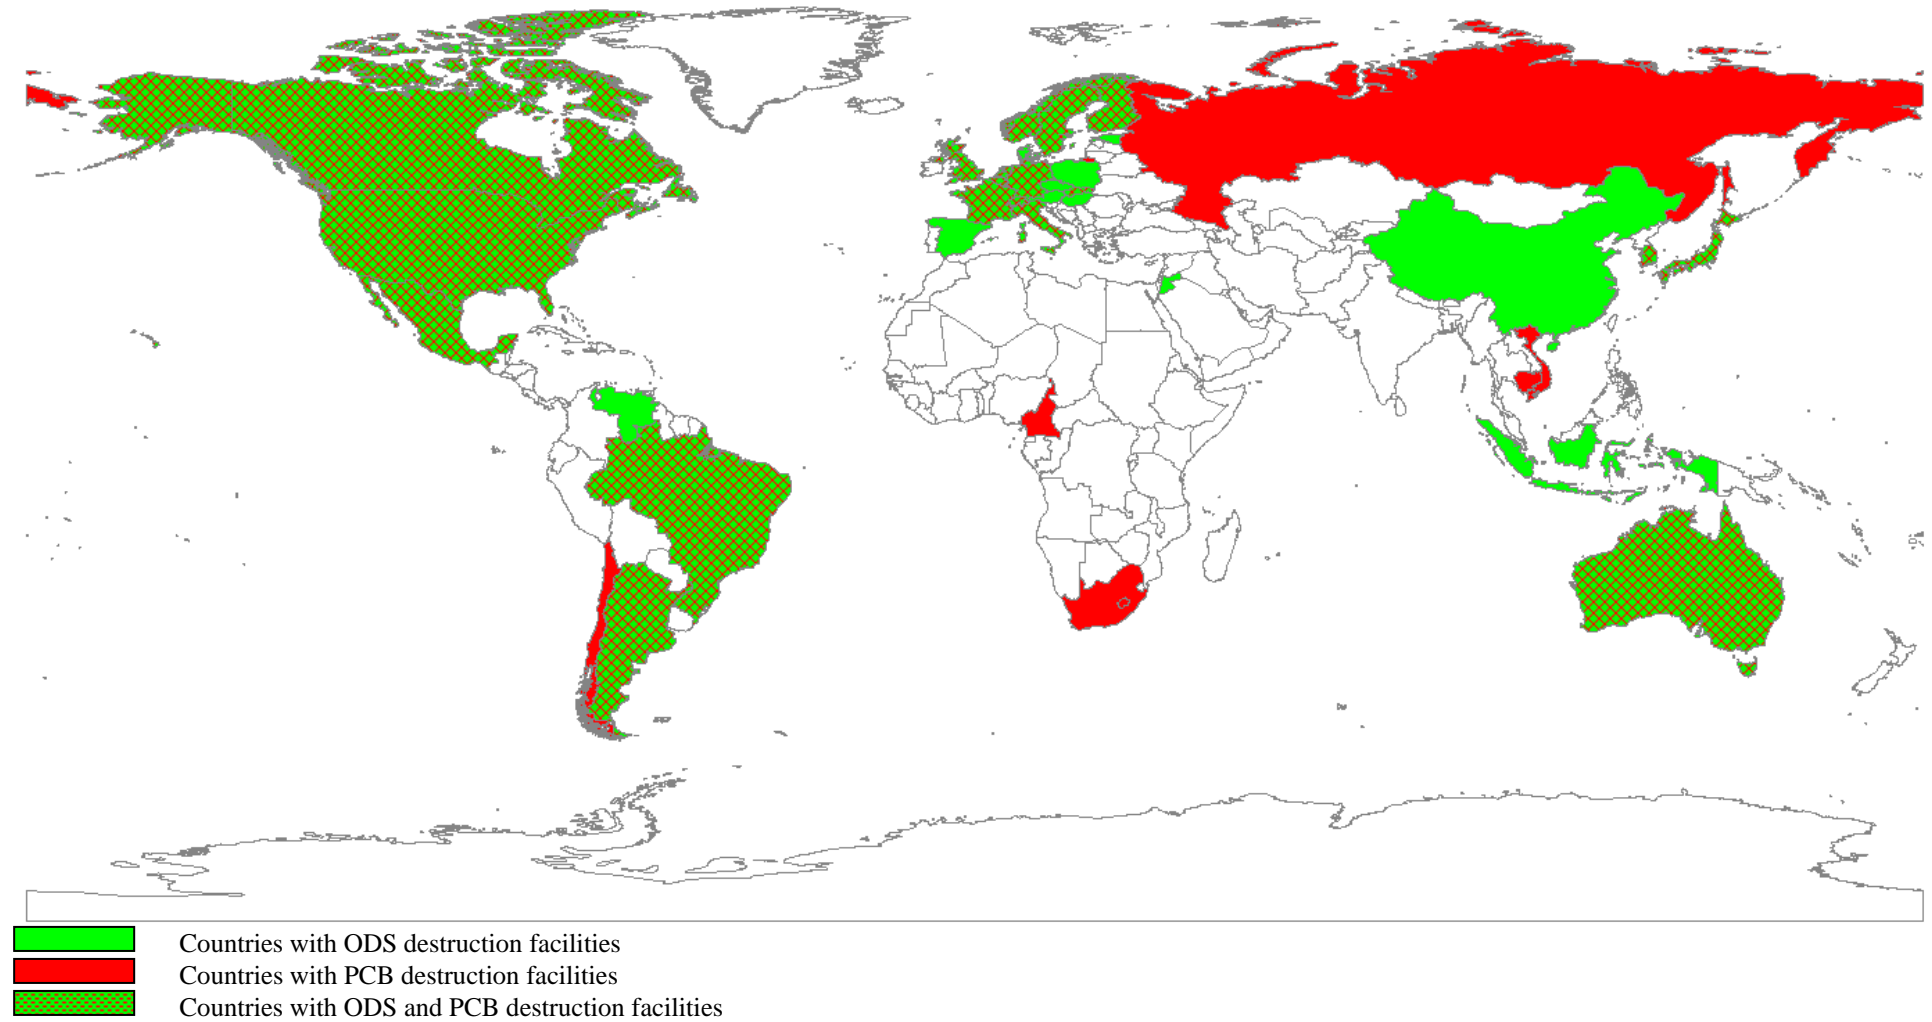 Countries with ODS destruction facilities
Countries with PCB destruction facilities
Countries with ODS and PCB destruction facilities